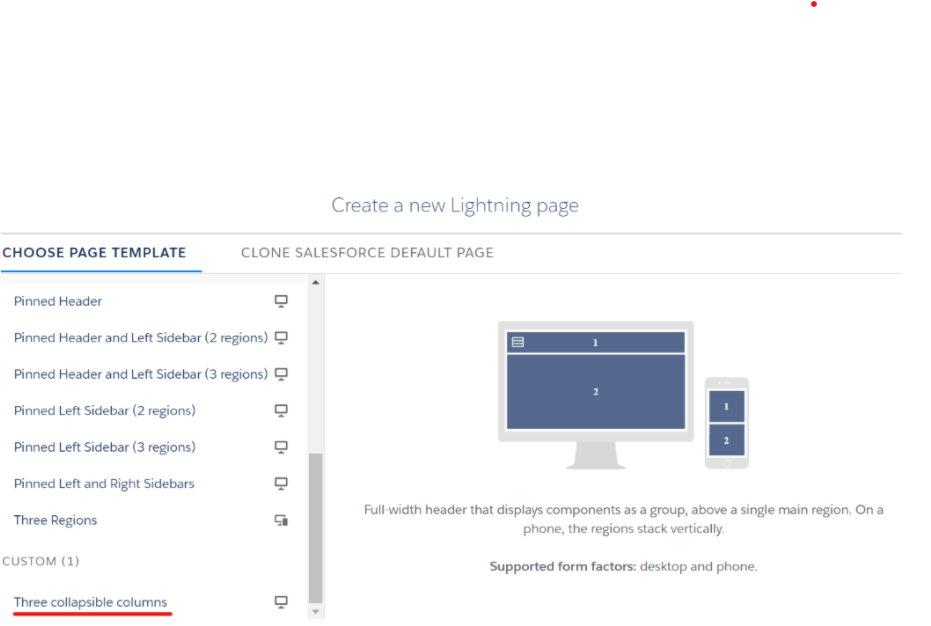 Create a new Lightning page
CHOOSE PAGE TEMPLATE
CLONE SALESFORCE DEFAULT PAGE
Pinned Header
Pinned Header and Left Sidebar (2 regions)
Pinned Header and Left Sidebar (3 regions)
Pinned Left Sidebar (2 regions)
Pinned Left Sidebar (3 regions)
Pinned Left and Right Sidebars
Three Regions
CUSTOM (1)
Three collapsible columns
1
2
1
2
Full-width header that displays components as a group, above a single main region. On a
phone, the regions stack vertically.
Supported form factors: desktop and phone.